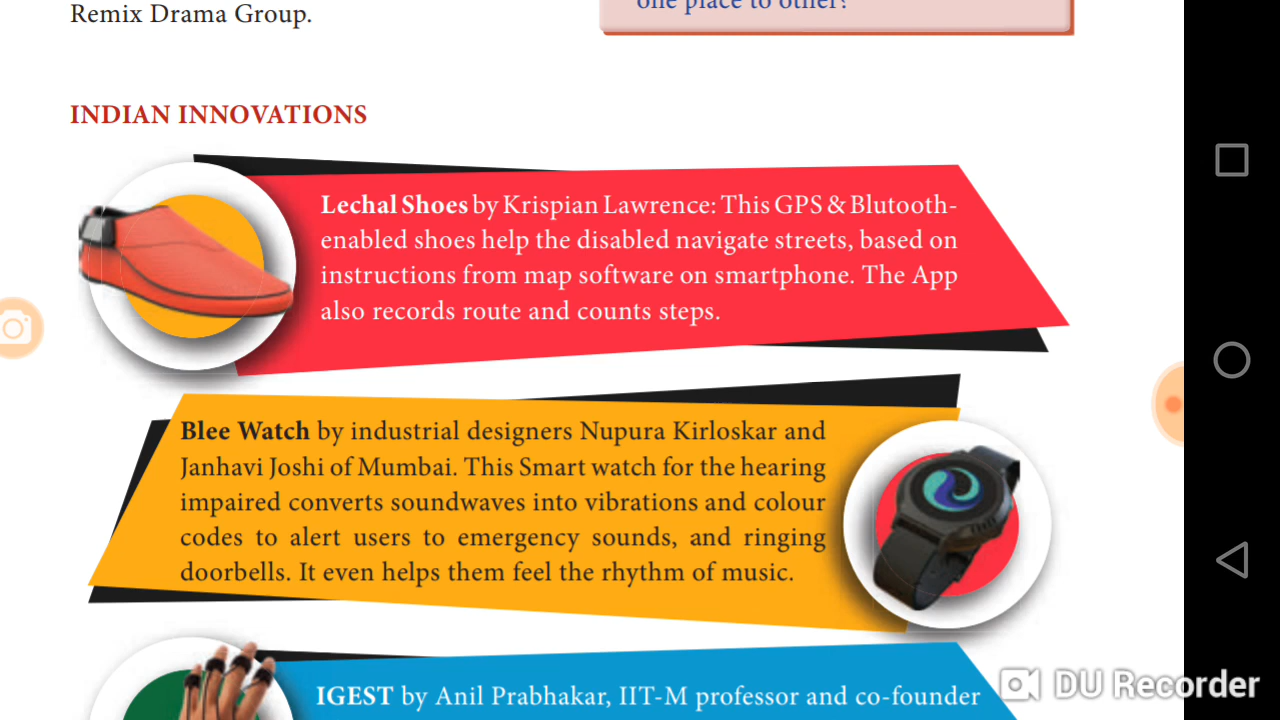 Remix Drama Group.
one place to other?
INDIAN INNOVATIONS
Lechal Shoes by Krispian Lawrence: This GPS & Blutooth-
enabled shoes help the disabled navigate streets, based on
instructions from map software on smartphone. The App
also records route and counts steps.
Blee Watch by industrial designers Nupura Kirloskar and
Janhavi Joshi of Mumbai. This Smart watch for the hearing
impaired converts soundwaves into vibrations and colour
codes to alert users to emergency sounds, and ringing
doorbells. It even helps them feel the rhythm of music.
IGEST by Anil Prabhakar, IIT-M professor and co-founder
DU Recorder